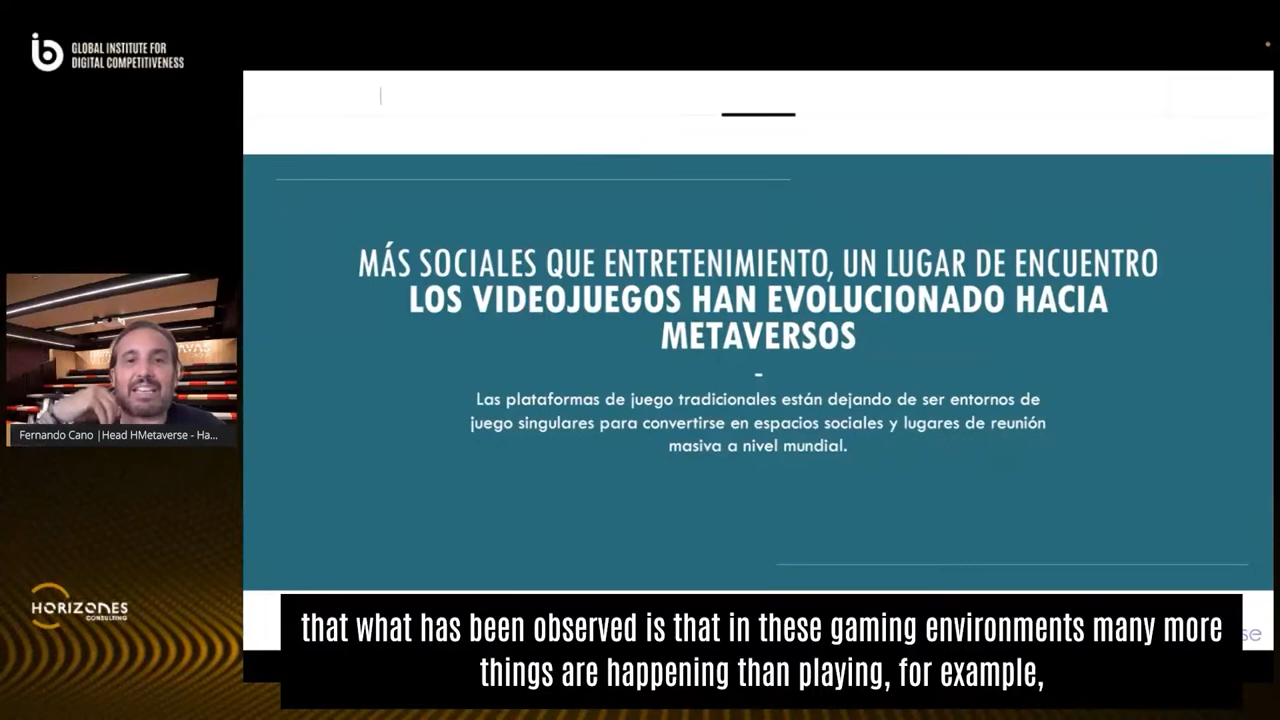 ib
GLOBAL INSTITUTE FOR
DIGITAL COMPETITIVENESS
MÁS SOCIALES QUE ENTRETENIMIENTO, UN LUGAR DE ENCUENTRO
LOS VIDEOJUEGOS HAN EVOLUCIONADO HACIA
METAVERSOS
-
Las plataformas de juego tradicionales están dejando de ser entornos de
juego singulares para convertirse en espacios sociales y lugares de reunión
masiva a nivel mundial.
Fernando Cano |Head HMetaverse - Ha...
HORIZONES
CONSULTING
se
that what has been observed is that in these gaming environments many more
things are happening than playing, for example,